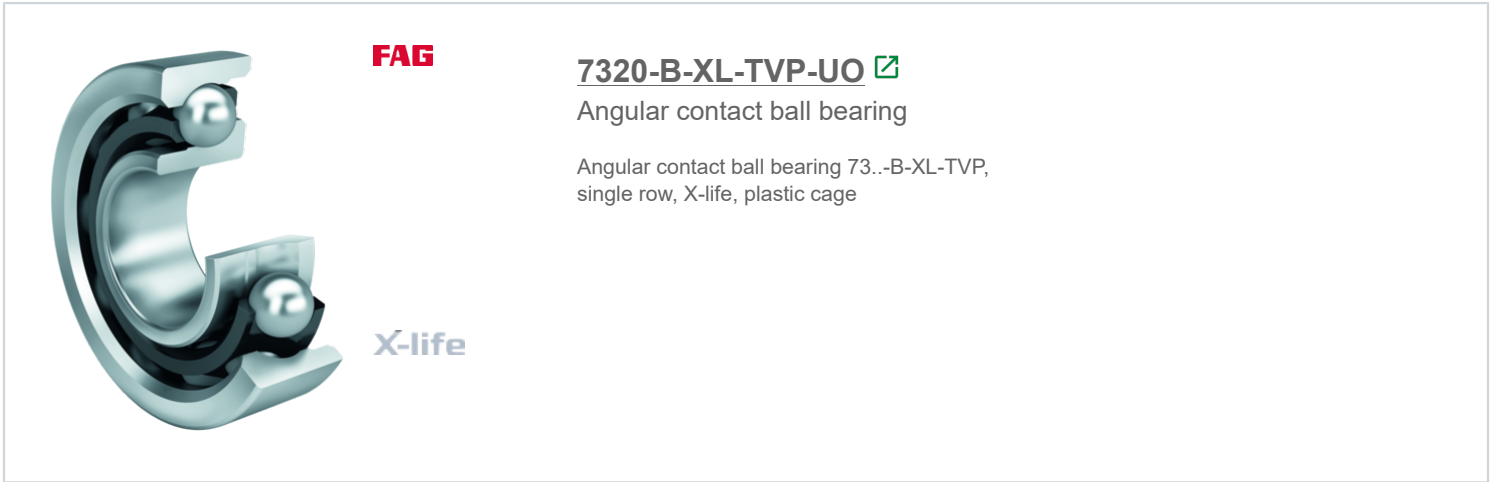 FAG
7320-B-XL-TVP-UO
Angular contact ball bearing
Angular contact ball bearing 73..-B-XL-TVP,
single row, X-life, plastic cage
X-life